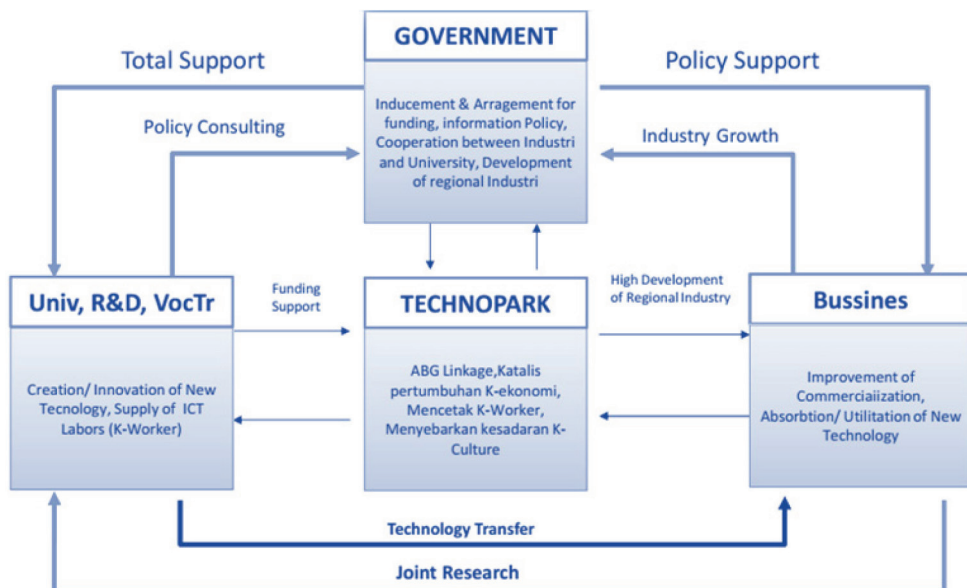 GOVERNMENT
Total Support
Policy Support
Inducement & Arragement for
funding, information Policy,
Cooperation between Industri
and University, Development
of regional Industri
Policy Consulting
Industry Growth
Univ, R&D, VocTr
Funding
Support
TECHNOPARK
High Development
of Regional Industry
Bussines
Creation/ Innovation of New
Tecnology, Supply of ICT
Labors (K-Worker)
ABG Linkage,Katalis
pertumbuhan K-ekonomi,
Mencetak K-Worker,
Menyebarkan kesadaran K-
Culture
Improvement of
Commerciaiization,
Absorbtion/ Utilitation of New
Technology
Technology Transfer
Joint Research